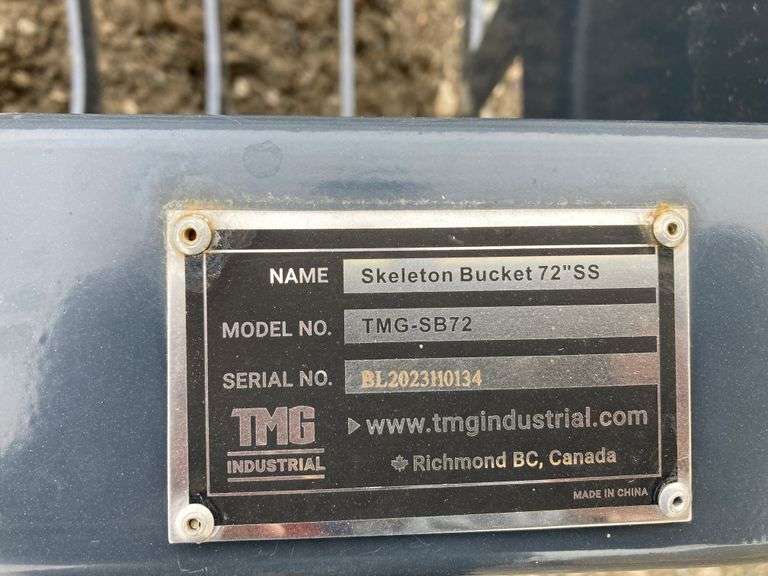 NAME Skeleton Bucket 72"SS
MODEL NO. TMG-SB72
SERIAL NO. BL2023110134
TMG
INDUSTRIAL
www.tmgindustrial.com
Richmond BC, Canada
MADE IN CHINA